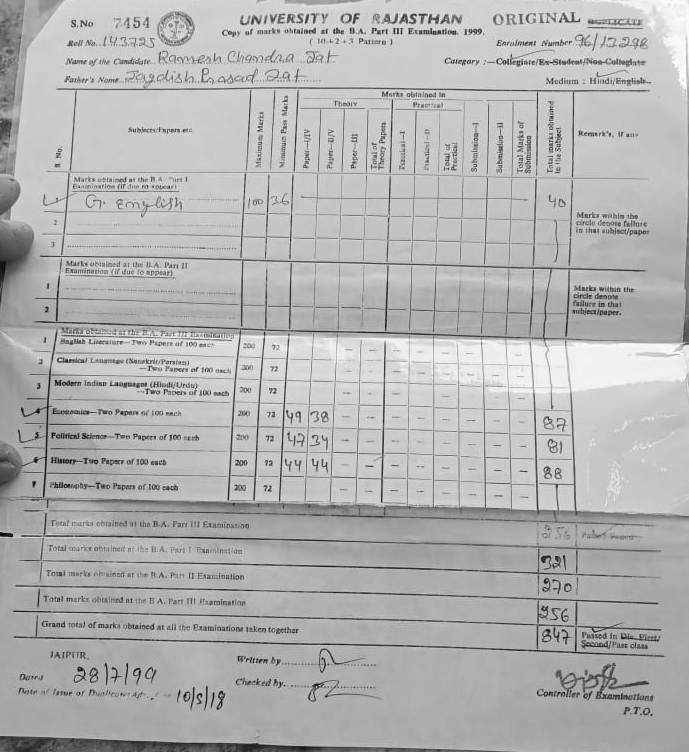 S.No 7454 UNIVERSITY OF RAJASTHAN ORIGINAL DUPLICATE
Copy of marks obtained at the B.A. Part III Examination, 1999.
Roll No. 143725 ( 10+2+3 Pattern ) Enrolment Number 96/13298
Name of the Candidate Ramesh Chandra Jat Category :—Collegiate/Ex-Student/Non-Collegiate
Father's Name Jagdish Prasad Jat Medium : Hindi/English
Marks obtained in
Theory Practical
S. No. Subjects/Papers etc. Maximum Marks Minimum Pass Marks Paper—I/IV Paper—II/V Paper—III Total of Theory Papers Practical—I Practical—II Total of Practical Submission—I Submission—II Total Marks of Submission Total marks obtained in the Subject Remark's, if any
Marks obtained at the B.A. Part I
Examination (if due to appear)
1 G. English 100 36 40
2 Marks within the
circle denote failure
in that subject/paper
3
Marks obtained at the B.A. Part II
Examination (if due to appear)
1 Marks within the
circle denote
failure in that
subject/paper.
2
Marks obtained at the B.A. Part III Examination
1 English Literature—Two Papers of 100 each 200 72 — — — — — — — —
2 Classical Language (Sanskrit/Persian)
—Two Papers of 100 each 200 72 — — — — — — — —
3 Modern Indian Languages (Hindi/Urdu)
—Two Papers of 100 each 200 72 — — — — — — — —
4 Economics—Two Papers of 100 each 200 72 49 38 — — — — — — — — 87
5 Political Science—Two Papers of 100 each 200 72 47 34 — — — — — — — — 81
6 History—Two Papers of 100 each 200 72 44 44 — — — — — — — — 88
7 Philosophy—Two Papers of 100 each 200 72 — — — — — — — —
Total marks obtained at the B.A. Part III Examination 256
Total marks obtained at the B.A. Part I Examination 321
Total marks obtained at the B.A. Part II Examination 270
Total marks obtained at the B.A. Part III Examination 256
Grand total of marks obtained at all the Examinations taken together 847 Passed in Div. First/
Second/Pass class
JAIPUR. Written by
Dated 28/7/99 Checked by
Date of Issue of Duplicate 10/5/18 Controller of Examinations
P.T.O.